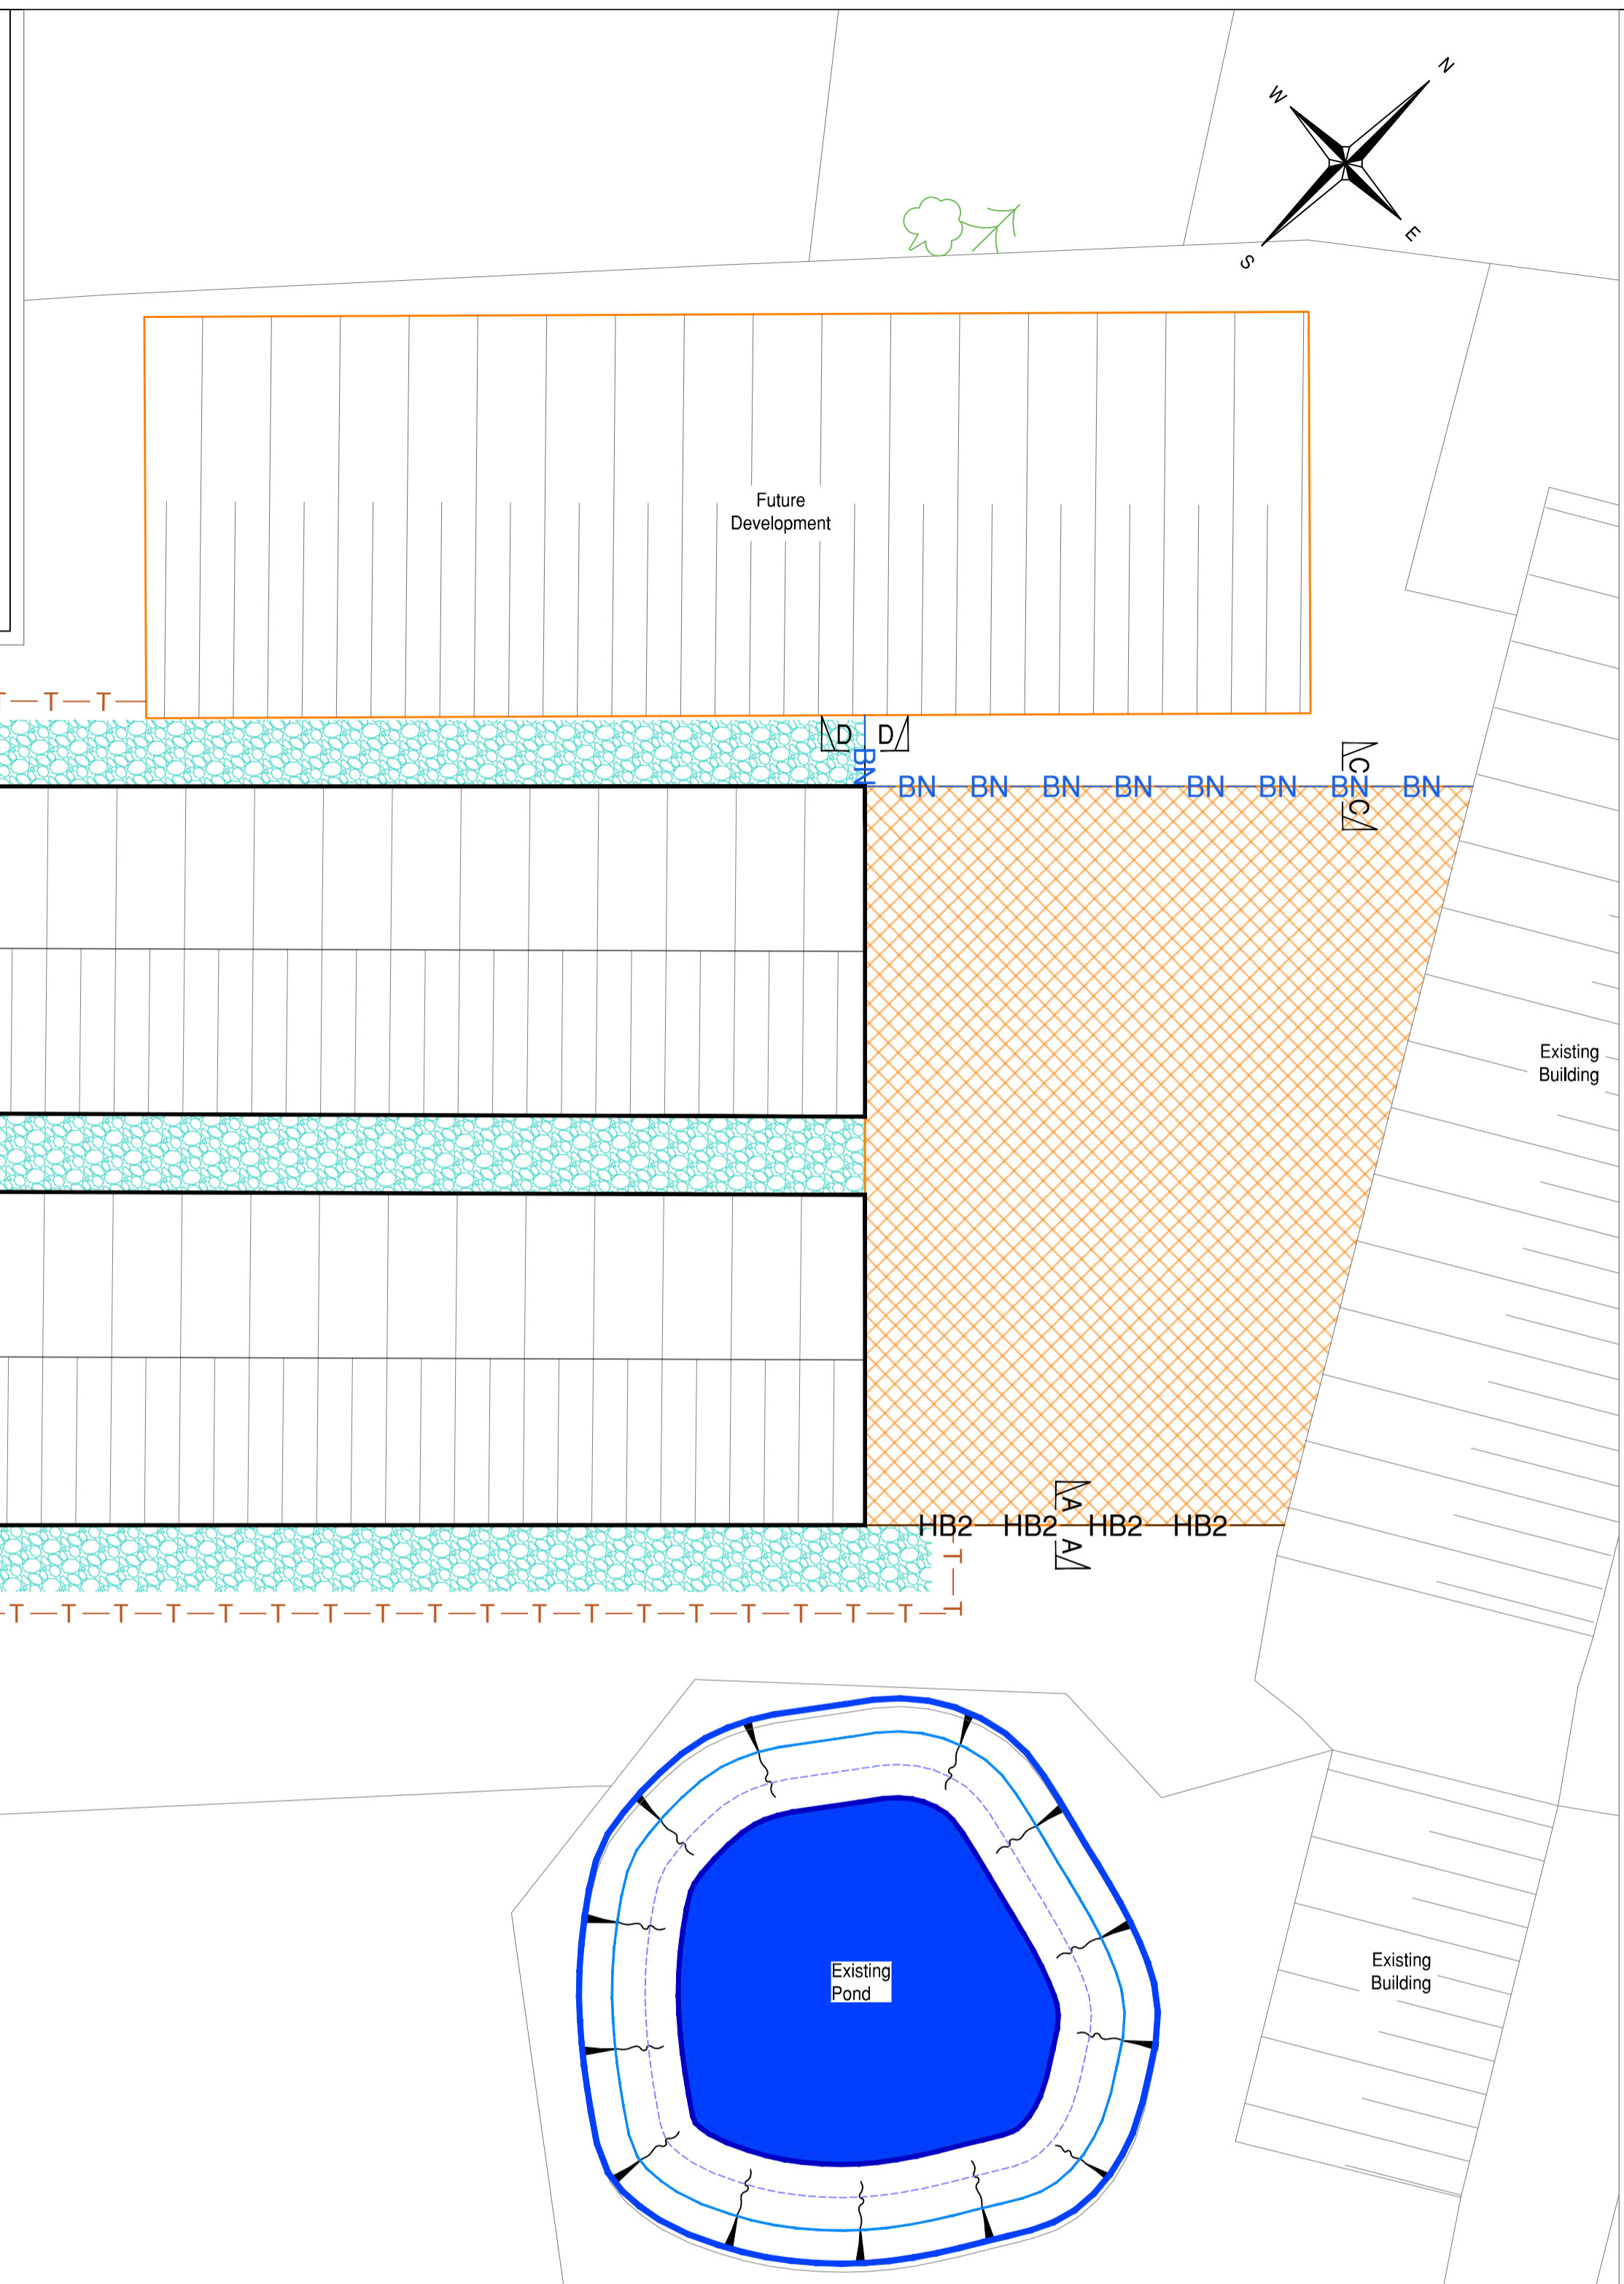 N
W
E
S
Future
Development
T T T
D D
BN
C
BN BN BN BN BN BN BN BN
C
Existing
Building
A
HB2 HB2 HB2 HB2
A
T
T T T T T T T T T T T T T T T T T T T
Existing
Pond
Existing
Building